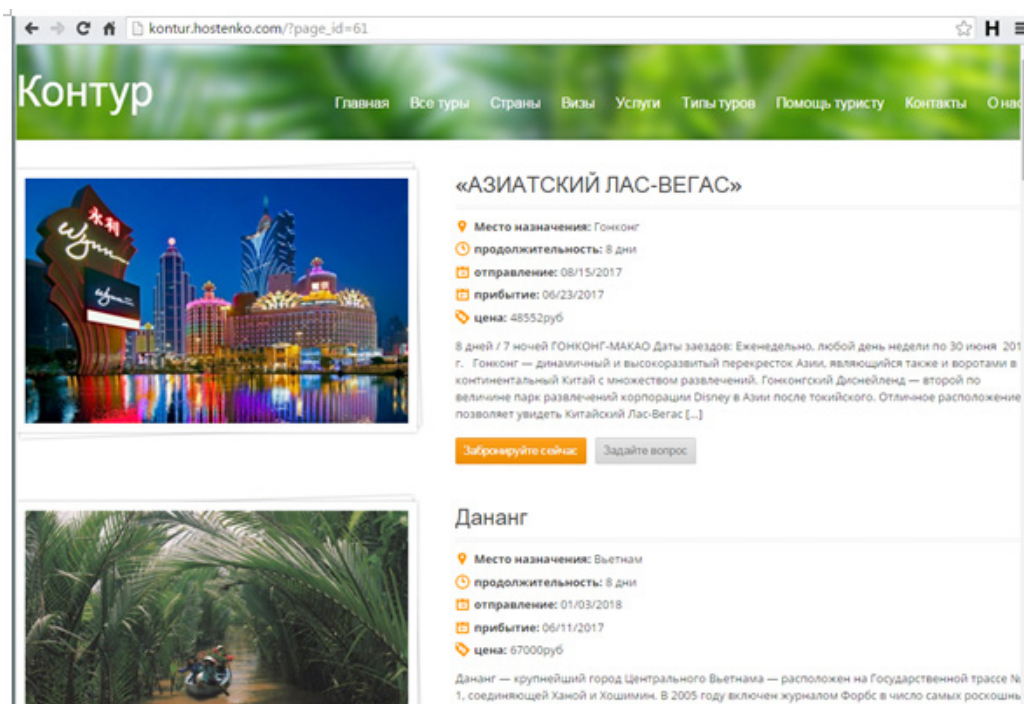 kontur.hostenko.com/?page_id=61
H
Контур
Главная Все туры Страны Визы Услуги Типы туров Помощь туристу Контакты О нас
永利
Wynn
Wynn
«АЗИАТСКИЙ ЛАС-ВЕГАС»
Место назначения: Гонконг
продолжительность: 8 дни
отправление: 08/15/2017
прибытие: 06/23/2017
цена: 48552руб
8 дней / 7 ночей ГОНКОНГ-МАКАО Даты заездов: Еженедельно, любой день недели по 30 июня 201
г. Гонконг — динамичный и высокоразвитый перекресток Азии, являющийся также и воротами в
континентальный Китай с множеством развлечений. Гонконгский Диснейленд — второй по
величине парк развлечений корпорации Disney в Азии после токийского. Отличное расположение
позволяет увидеть Китайский Лас-Вегас [...]
Забронируйте сейчас Задайте вопрос
Дананг
Место назначения: Вьетнам
продолжительность: 8 дни
отправление: 01/03/2018
прибытие: 06/11/2017
цена: 67000руб
Дананг — крупнейший город Центрального Вьетнама — расположен на Государственной трассе №
1, соединяющей Ханой и Хошимин. В 2005 году включен журналом Форбс в число самых роскошнь